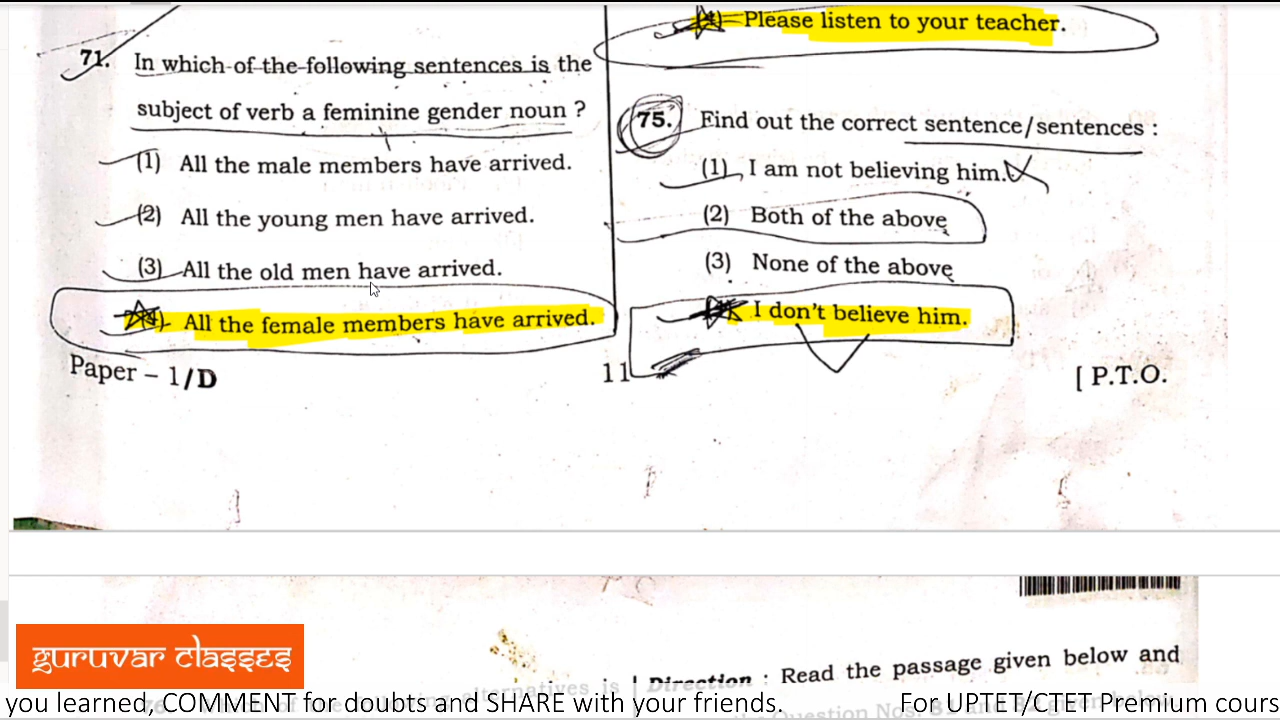 71. In which of the following sentences is the
subject of verb a feminine gender noun ?
(1) All the male members have arrived.
(2) All the young men have arrived.
(3) All the old men have arrived.
All the female members have arrived.
Paper – 1/D
Please listen to your teacher.
75. Find out the correct sentence/sentences :
(1) I am not believing him.
(2) Both of the above
(3) None of the above
I don't believe him.
11
[ P.T.O.
guruvar classes
Direction : Read the passage given below and
you learned, COMMENT for doubts and SHARE with your friends.
For UPTET/CTET Premium cours